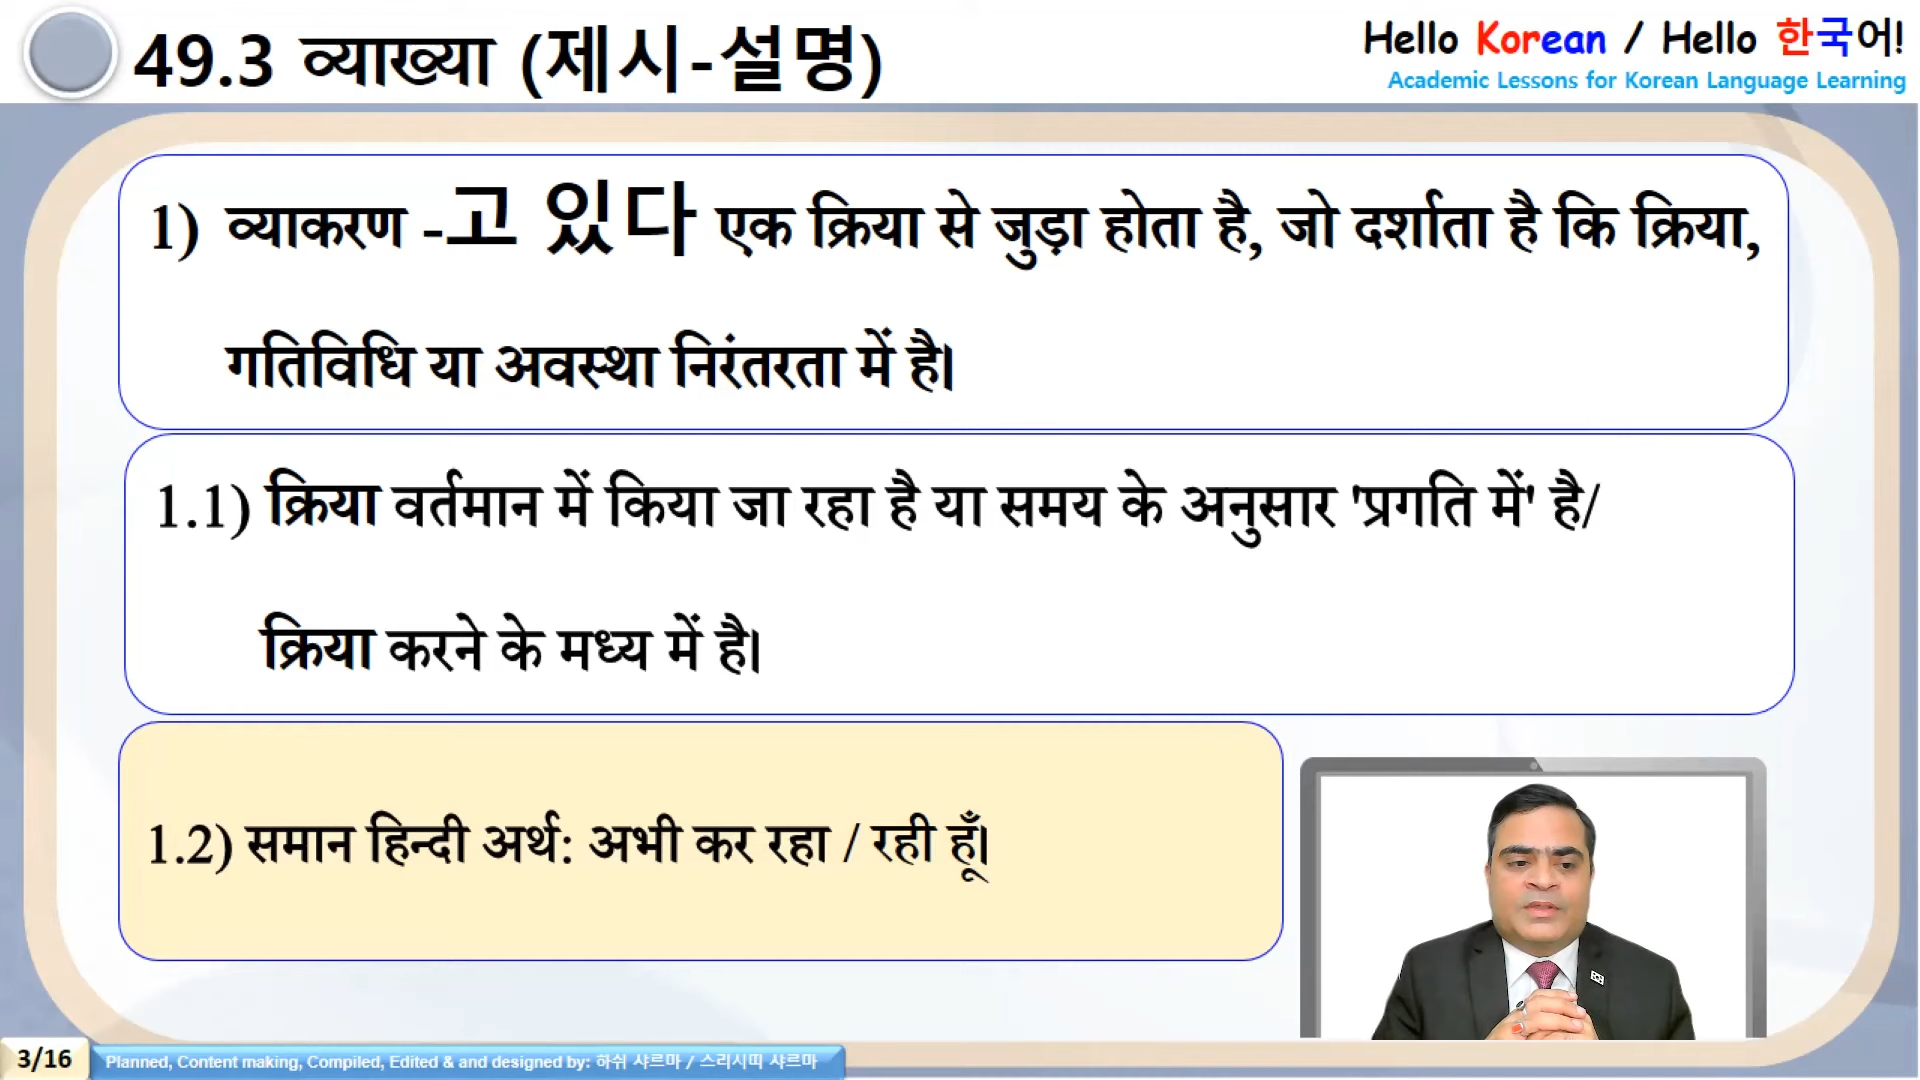 49.3 व्याख्या (제시-설명)
Hello Korean / Hello 한국어!
Academic Lessons for Korean Language Learning
1) व्याकरण -고 있다 एक क्रिया से जुड़ा होता है, जो दर्शाता है कि क्रिया,
गतिविधि या अवस्था निरंतरता में है।
1.1) क्रिया वर्तमान में किया जा रहा है या समय के अनुसार 'प्रगति में' है/
क्रिया करने के मध्य में है।
1.2) समान हिन्दी अर्थ: अभी कर रहा / रही हूँ।
3/16
Planned, Content making, Compiled, Edited & and designed by: 하쉬 샤르마 / 스리시띠 샤르마